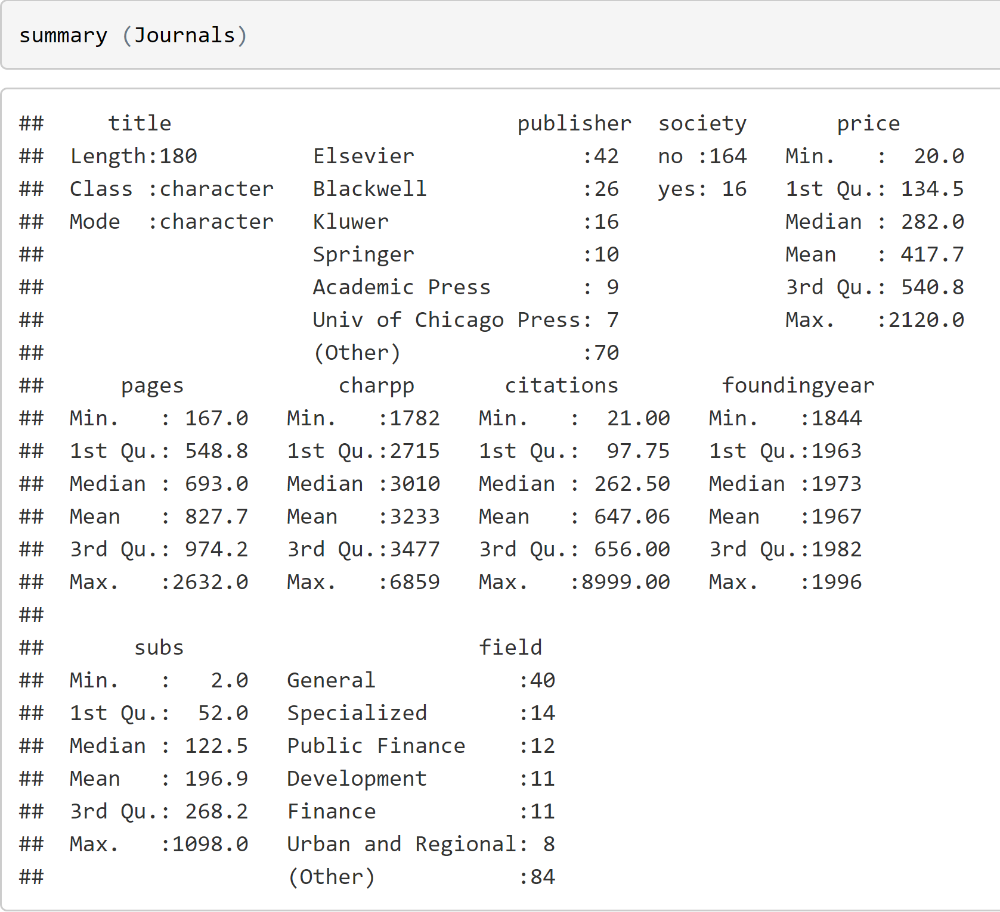 summary (Journals)
##     title                           publisher  society       price
##  Length:180         Elsevier             :42   no :164   Min.   :  20.0
##  Class :character   Blackwell            :26   yes: 16   1st Qu.: 134.5
##  Mode  :character   Kluwer               :16             Median : 282.0
##                     Springer             :10             Mean   : 417.7
##                     Academic Press       : 9             3rd Qu.: 540.8
##                     Univ of Chicago Press: 7             Max.   :2120.0
##                     (Other)              :70
##      pages            charpp       citations        foundingyear
##  Min.   : 167.0   Min.   :1782   Min.   :  21.00   Min.   :1844
##  1st Qu.: 548.8   1st Qu.:2715   1st Qu.:  97.75   1st Qu.:1963
##  Median : 693.0   Median :3010   Median : 262.50   Median :1973
##  Mean   : 827.7   Mean   :3233   Mean   : 647.06   Mean   :1967
##  3rd Qu.: 974.2   3rd Qu.:3477   3rd Qu.: 656.00   3rd Qu.:1982
##  Max.   :2632.0   Max.   :6859   Max.   :8999.00   Max.   :1996
##
##       subs                       field
##  Min.   :   2.0   General           :40
##  1st Qu.:  52.0   Specialized       :14
##  Median : 122.5   Public Finance    :12
##  Mean   : 196.9   Development       :11
##  3rd Qu.: 268.2   Finance           :11
##  Max.   :1098.0   Urban and Regional: 8
##                   (Other)           :84